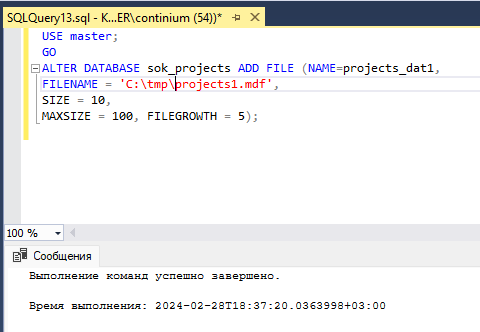 SQLQuery13.sql - K...ER\continium (54))*
USE master;
GO
ALTER DATABASE sok_projects ADD FILE (NAME=projects_dat1,
FILENAME = 'C:\tmp\projects1.mdf',
SIZE = 10,
MAXSIZE = 100, FILEGROWTH = 5);
100 %
Сообщения
Выполнение команд успешно завершено.
Время выполнения: 2024-02-28T18:37:20.0363998+03:00